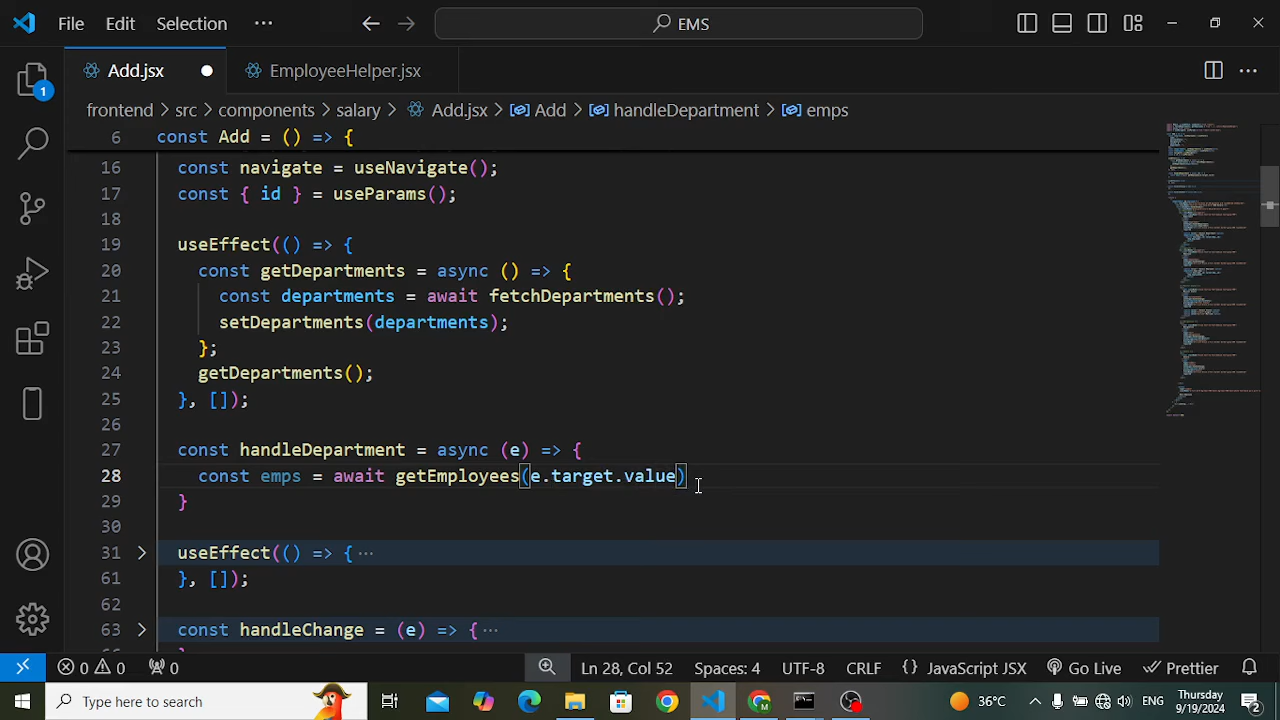 File Edit Selection ··· EMS
Add.jsx EmployeeHelper.jsx
1
frontend > src > components > salary > Add.jsx > Add > handleDepartment > emps
6 const Add = () => {
16 const navigate = useNavigate();
17 const { id } = useParams();
18
19 useEffect(() => {
20 const getDepartments = async () => {
21 const departments = await fetchDepartments();
22 setDepartments(departments);
23 };
24 getDepartments();
25 }, []);
26
27 const handleDepartment = async (e) => {
28 const emps = await getEmployees(e.target.value)
29 }
30
31 useEffect(() => { ···
61 }, []);
62
63 const handleChange = (e) => { ···
0 0 0 Ln 28, Col 52 Spaces: 4 UTF-8 CRLF {} JavaScript JSX Go Live Prettier
Type here to search 36°C ENG Thursday 9/19/2024 2